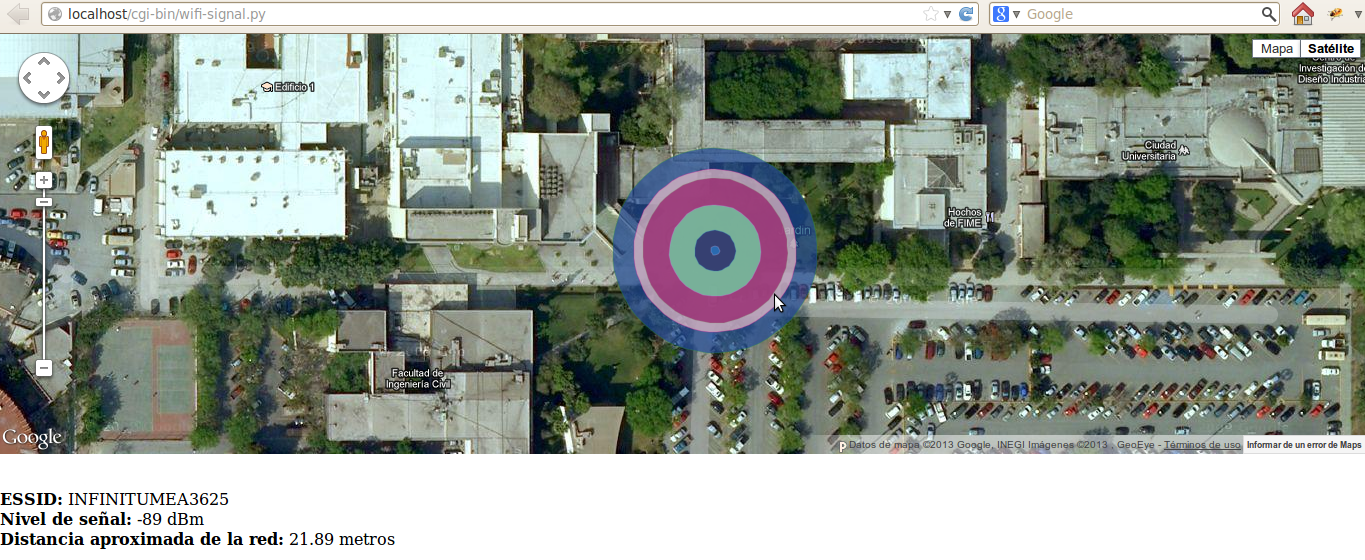 localhost/cgi-bin/wifi-signal.py
Google
Mapa
Satélite
Centro de
Investigación de
Diseño Industria
Edificio 1
Ciudad
Universitaria
Hochos
de FIME
Facultad de
Ingeniería Civil
Google
Datos de mapa ©2013 Google, INEGI Imágenes ©2013 , GeoEye - Términos de uso
Informar de un error de Maps
ESSID: INFINITUMEA3625
Nivel de señal: -89 dBm
Distancia aproximada de la red: 21.89 metros